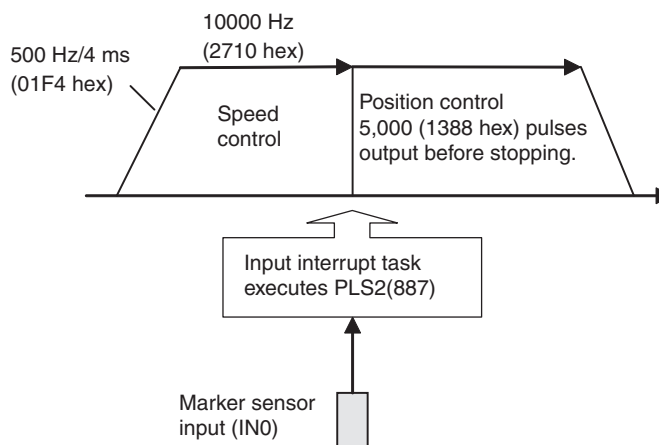 10000 Hz
(2710 hex)
500 Hz/4 ms
(01F4 hex)
Speed
control
Position control
5,000 (1388 hex) pulses
output before stopping.
Input interrupt task
executes PLS2(887)
Marker sensor
input (IN0)